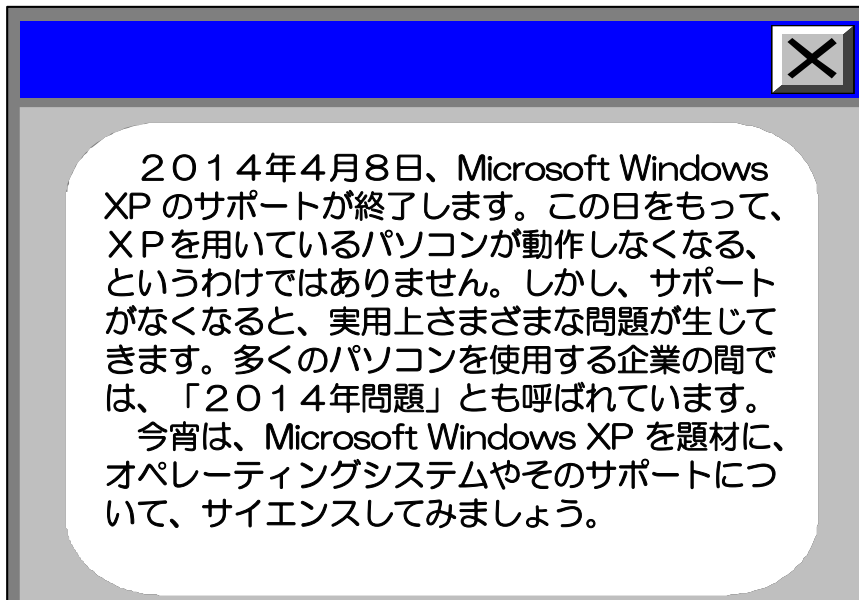 ２０１４年４月８日、Microsoft Windows
XP のサポートが終了します。この日をもって、
ＸＰを用いているパソコンが動作しなくなる、
というわけではありません。しかし、サポート
がなくなると、実用上さまざまな問題が生じて
きます。多くのパソコンを使用する企業の間で
は、「２０１４年問題」とも呼ばれています。
　今宵は、Microsoft Windows XP を題材に、
オペレーティングシステムやそのサポートにつ
いて、サイエンスしてみましょう。